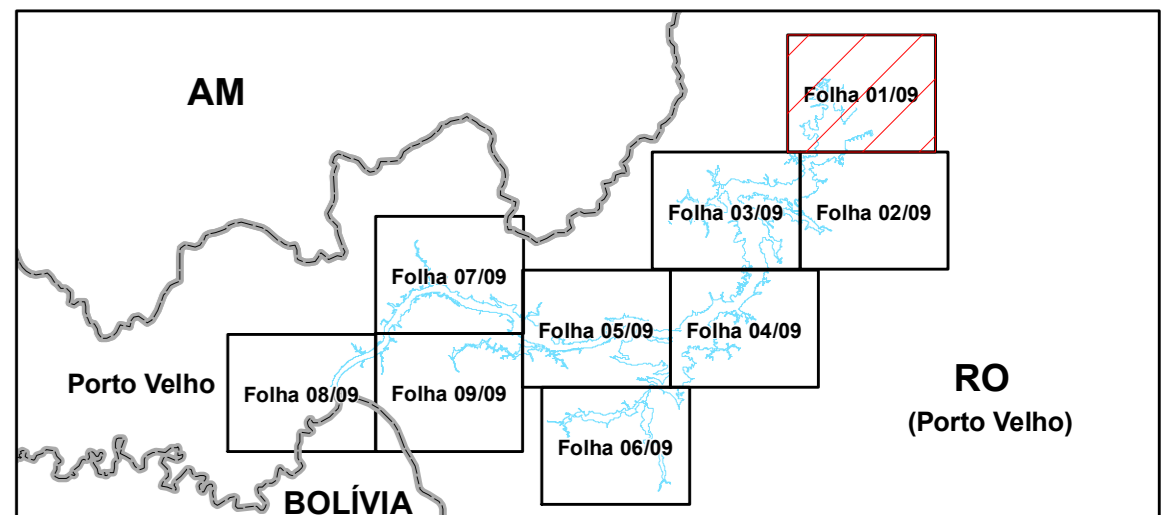 AM
Folha 01/09
Folha 03/09
Folha 02/09
Folha 07/09
Folha 05/09
Folha 04/09
Porto Velho
Folha 08/09
Folha 09/09
RO
(Porto Velho)
Folha 06/09
BOLÍVIA